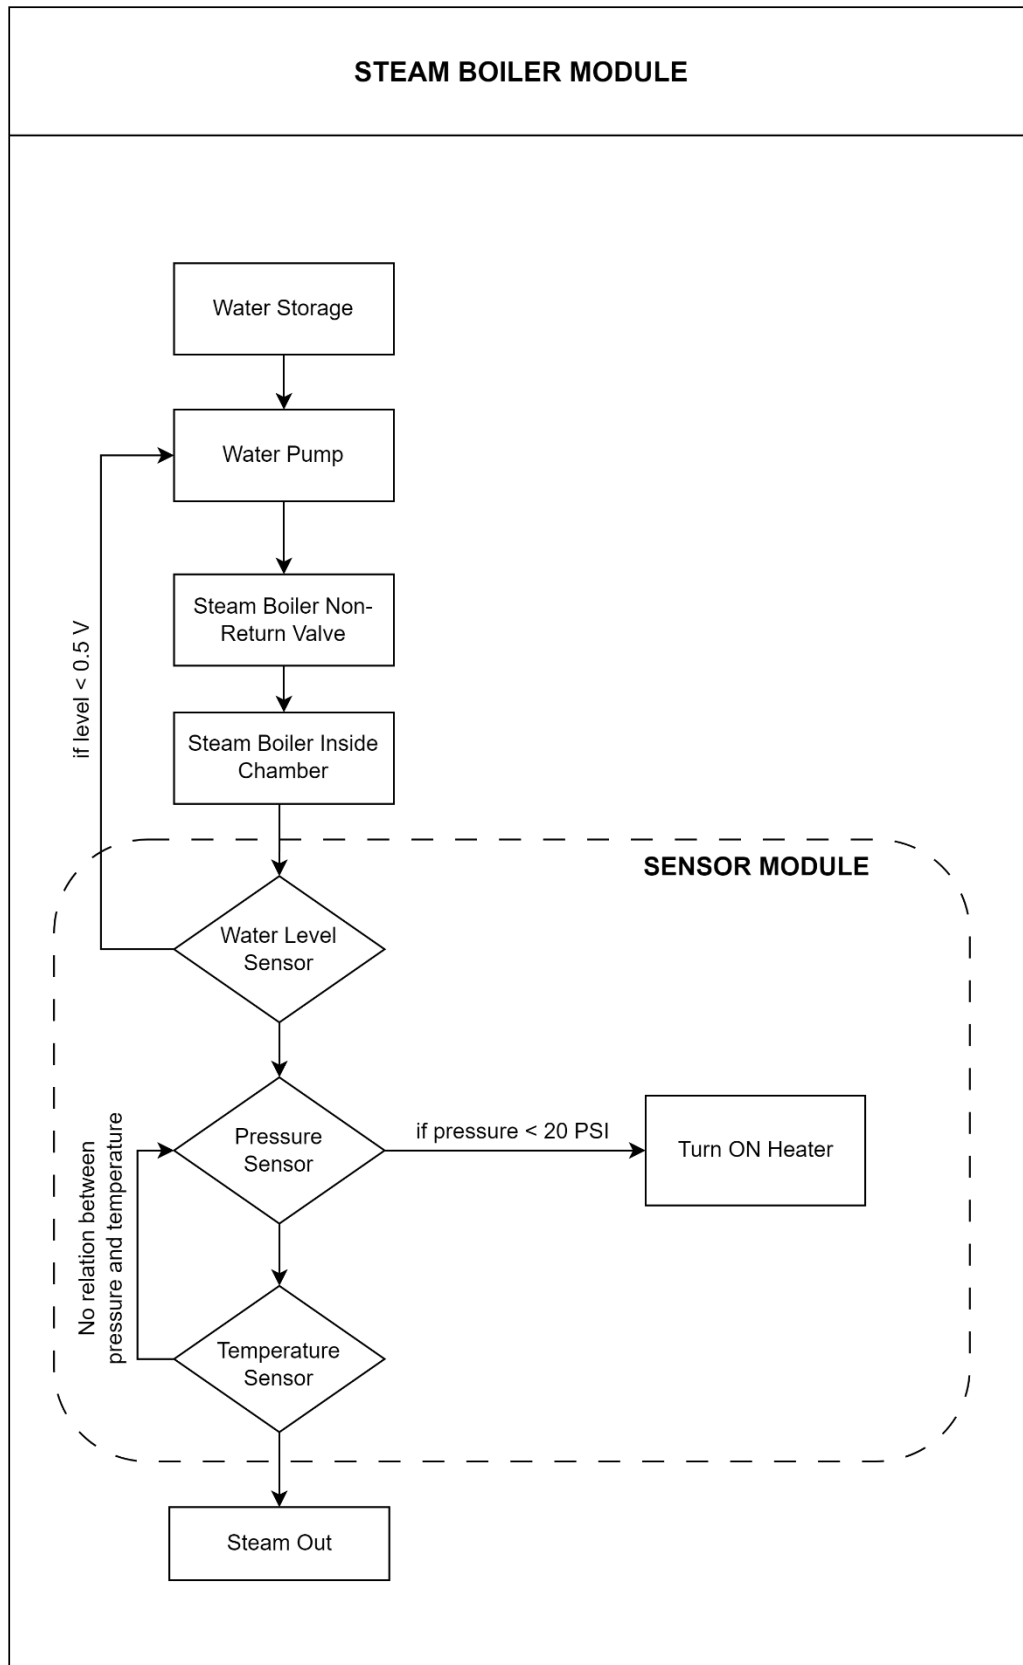 STEAM BOILER MODULE
Water Storage
Water Pump
Steam Boiler Non-
Return Valve
if level < 0.5 V
Steam Boiler Inside
Chamber
SENSOR MODULE
Water Level
Sensor
Pressure
Sensor
if pressure < 20 PSI
Turn ON Heater
No relation between
pressure and temperature
Temperature
Sensor
Steam Out